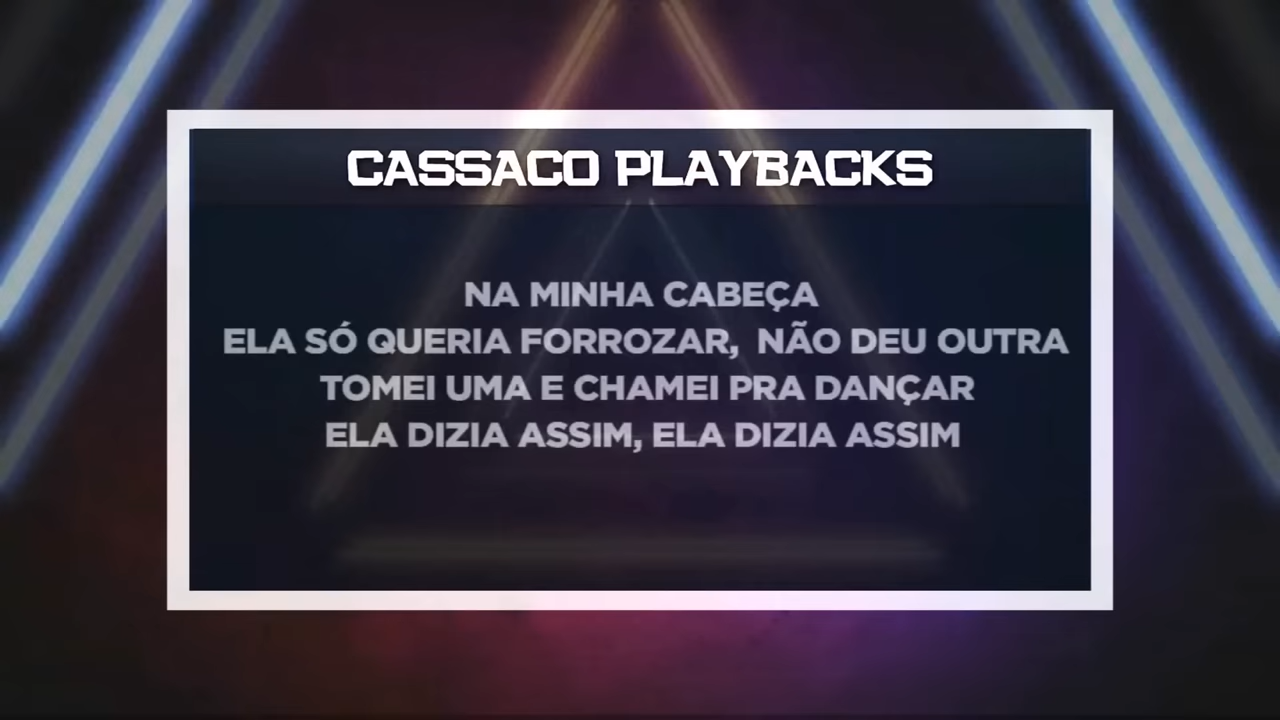 CASSACO PLAYBACKS
NA MINHA CABEÇA
ELA SÓ QUERIA FORROZAR, NÃO DEU OUTRA
TOMEI UMA E CHAMEI PRA DANÇAR
ELA DIZIA ASSIM, ELA DIZIA ASSIM